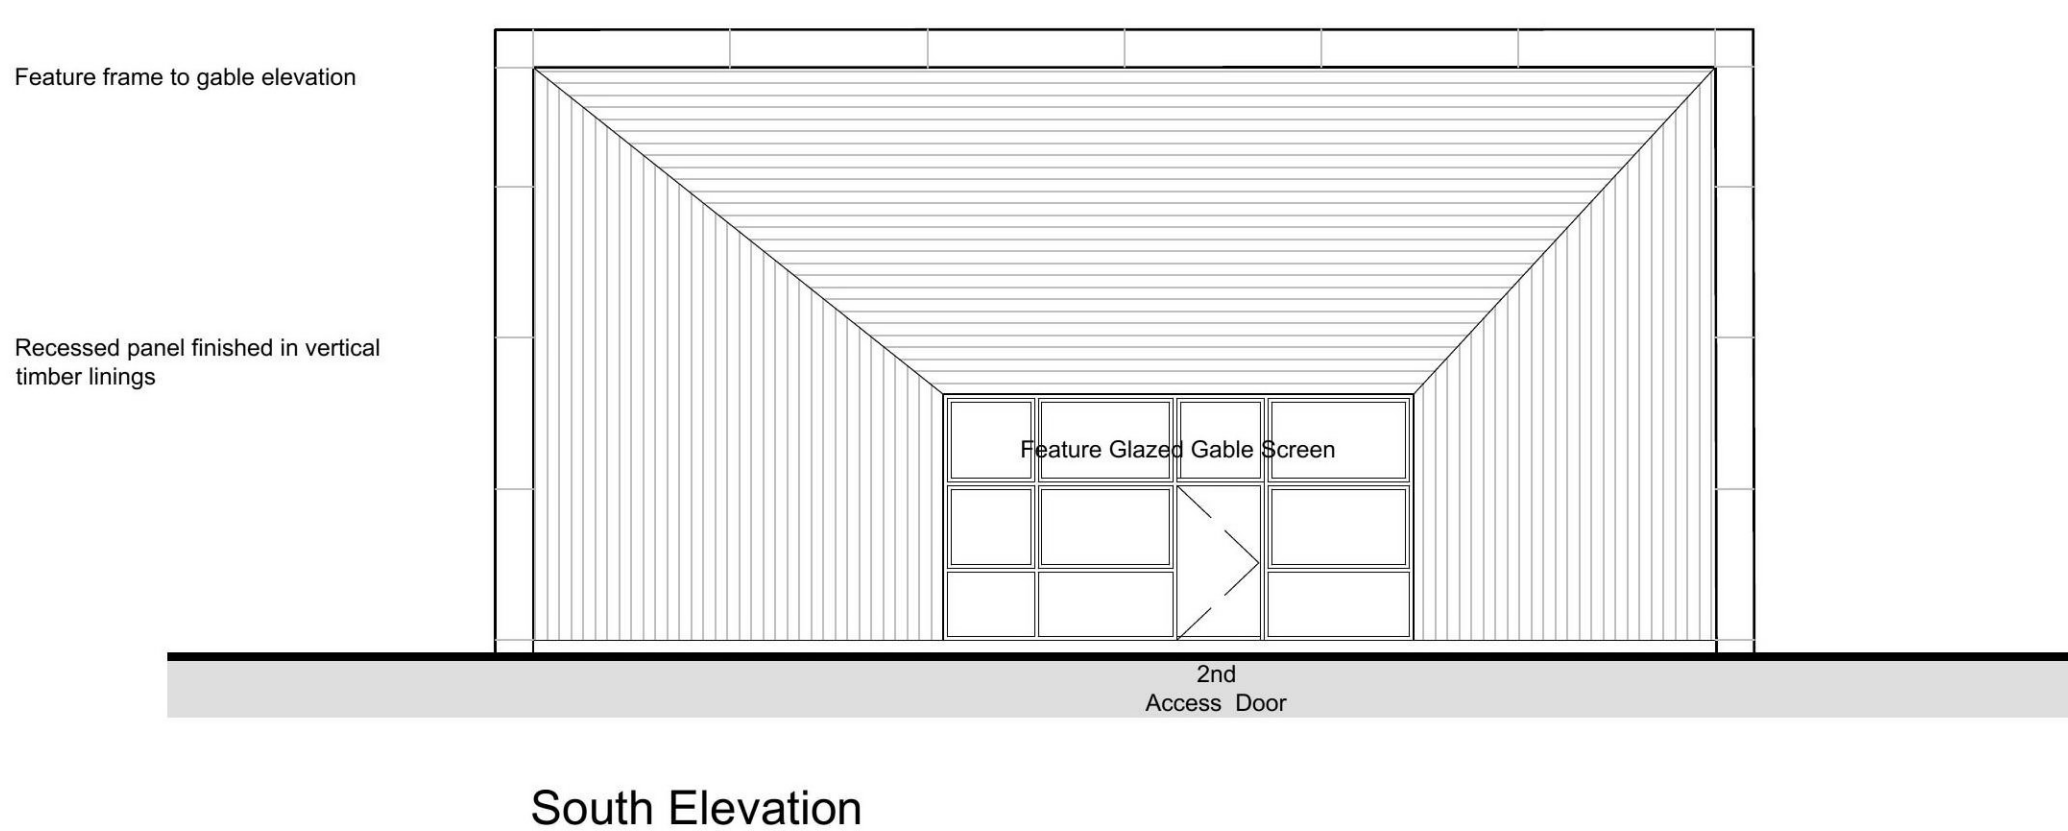 Feature frame to gable elevation
Recessed panel finished in vertical
timber linings
Feature Glazed Gable Screen
2nd
Access Door
South Elevation